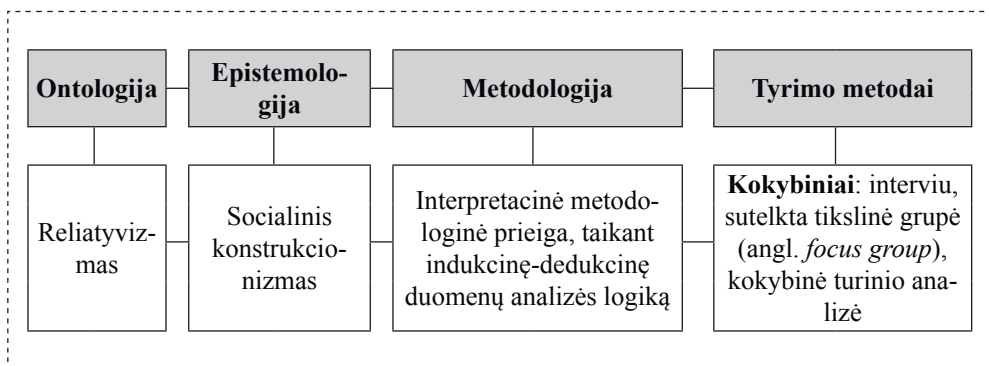 Ontologija
Epistemolo-
gija
Metodologija
Tyrimo metodai
Reliatyviz-
mas
Socialinis
konstrukcio-
nizmas
Interpretacinė metodo-
loginė prieiga, taikant
indukcinę-dedukcinę
duomenų analizės logiką
Kokybiniai: interviu,
sutelkta tikslinė grupė
(angl. focus group),
kokybinė turinio ana-
lizė